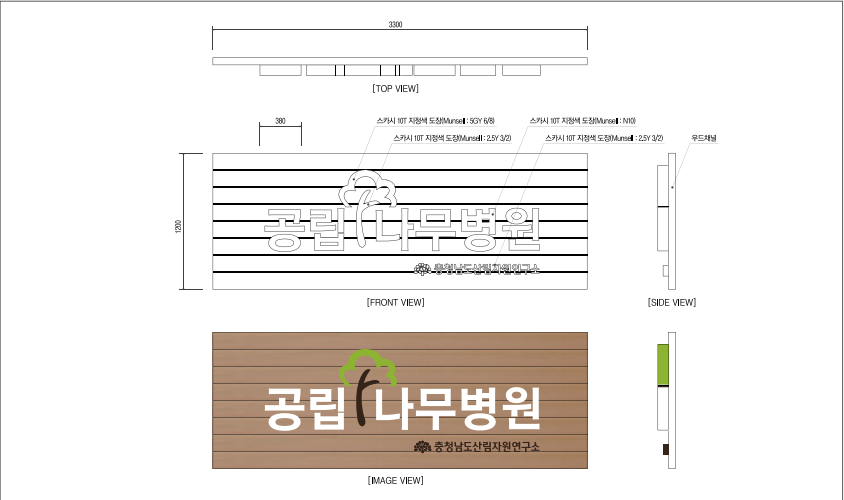 3300
[TOP VIEW]
스카시 10T 지정색 도장(Munsell : 5GY 6/8)
스카시 10T 지정색 도장(Munsell : N10)
380
스카시 10T 지정색 도장(Munsell : 2.5Y 3/2)
스카시 10T 지정색 도장(Munsell : 2.5Y 3/2)
우드채널
1200
공립나무병원
충청남도산림자원연구소
[FRONT VIEW]
[SIDE VIEW]
공립 나무병원
충청남도산림자원연구소
[IMAGE VIEW]